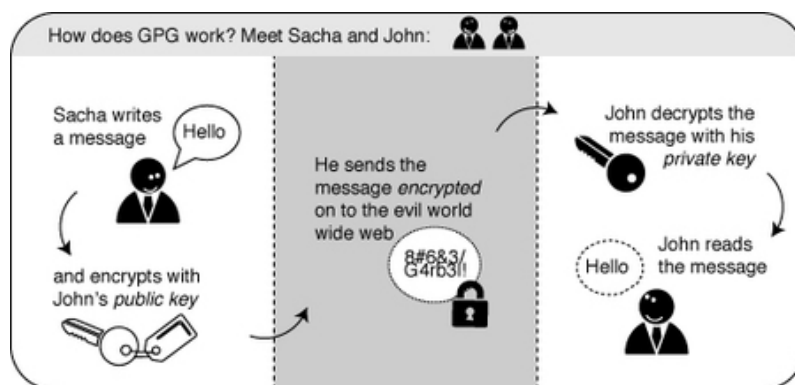 How does GPG work? Meet Sacha and John:
Sacha writes
a message
Hello
and encrypts with
John's public key
He sends the
message encrypted
on to the evil world
wide web
8#6&3/
G4rb3l!
John decrypts the
message with his
private key
John reads
the message
Hello